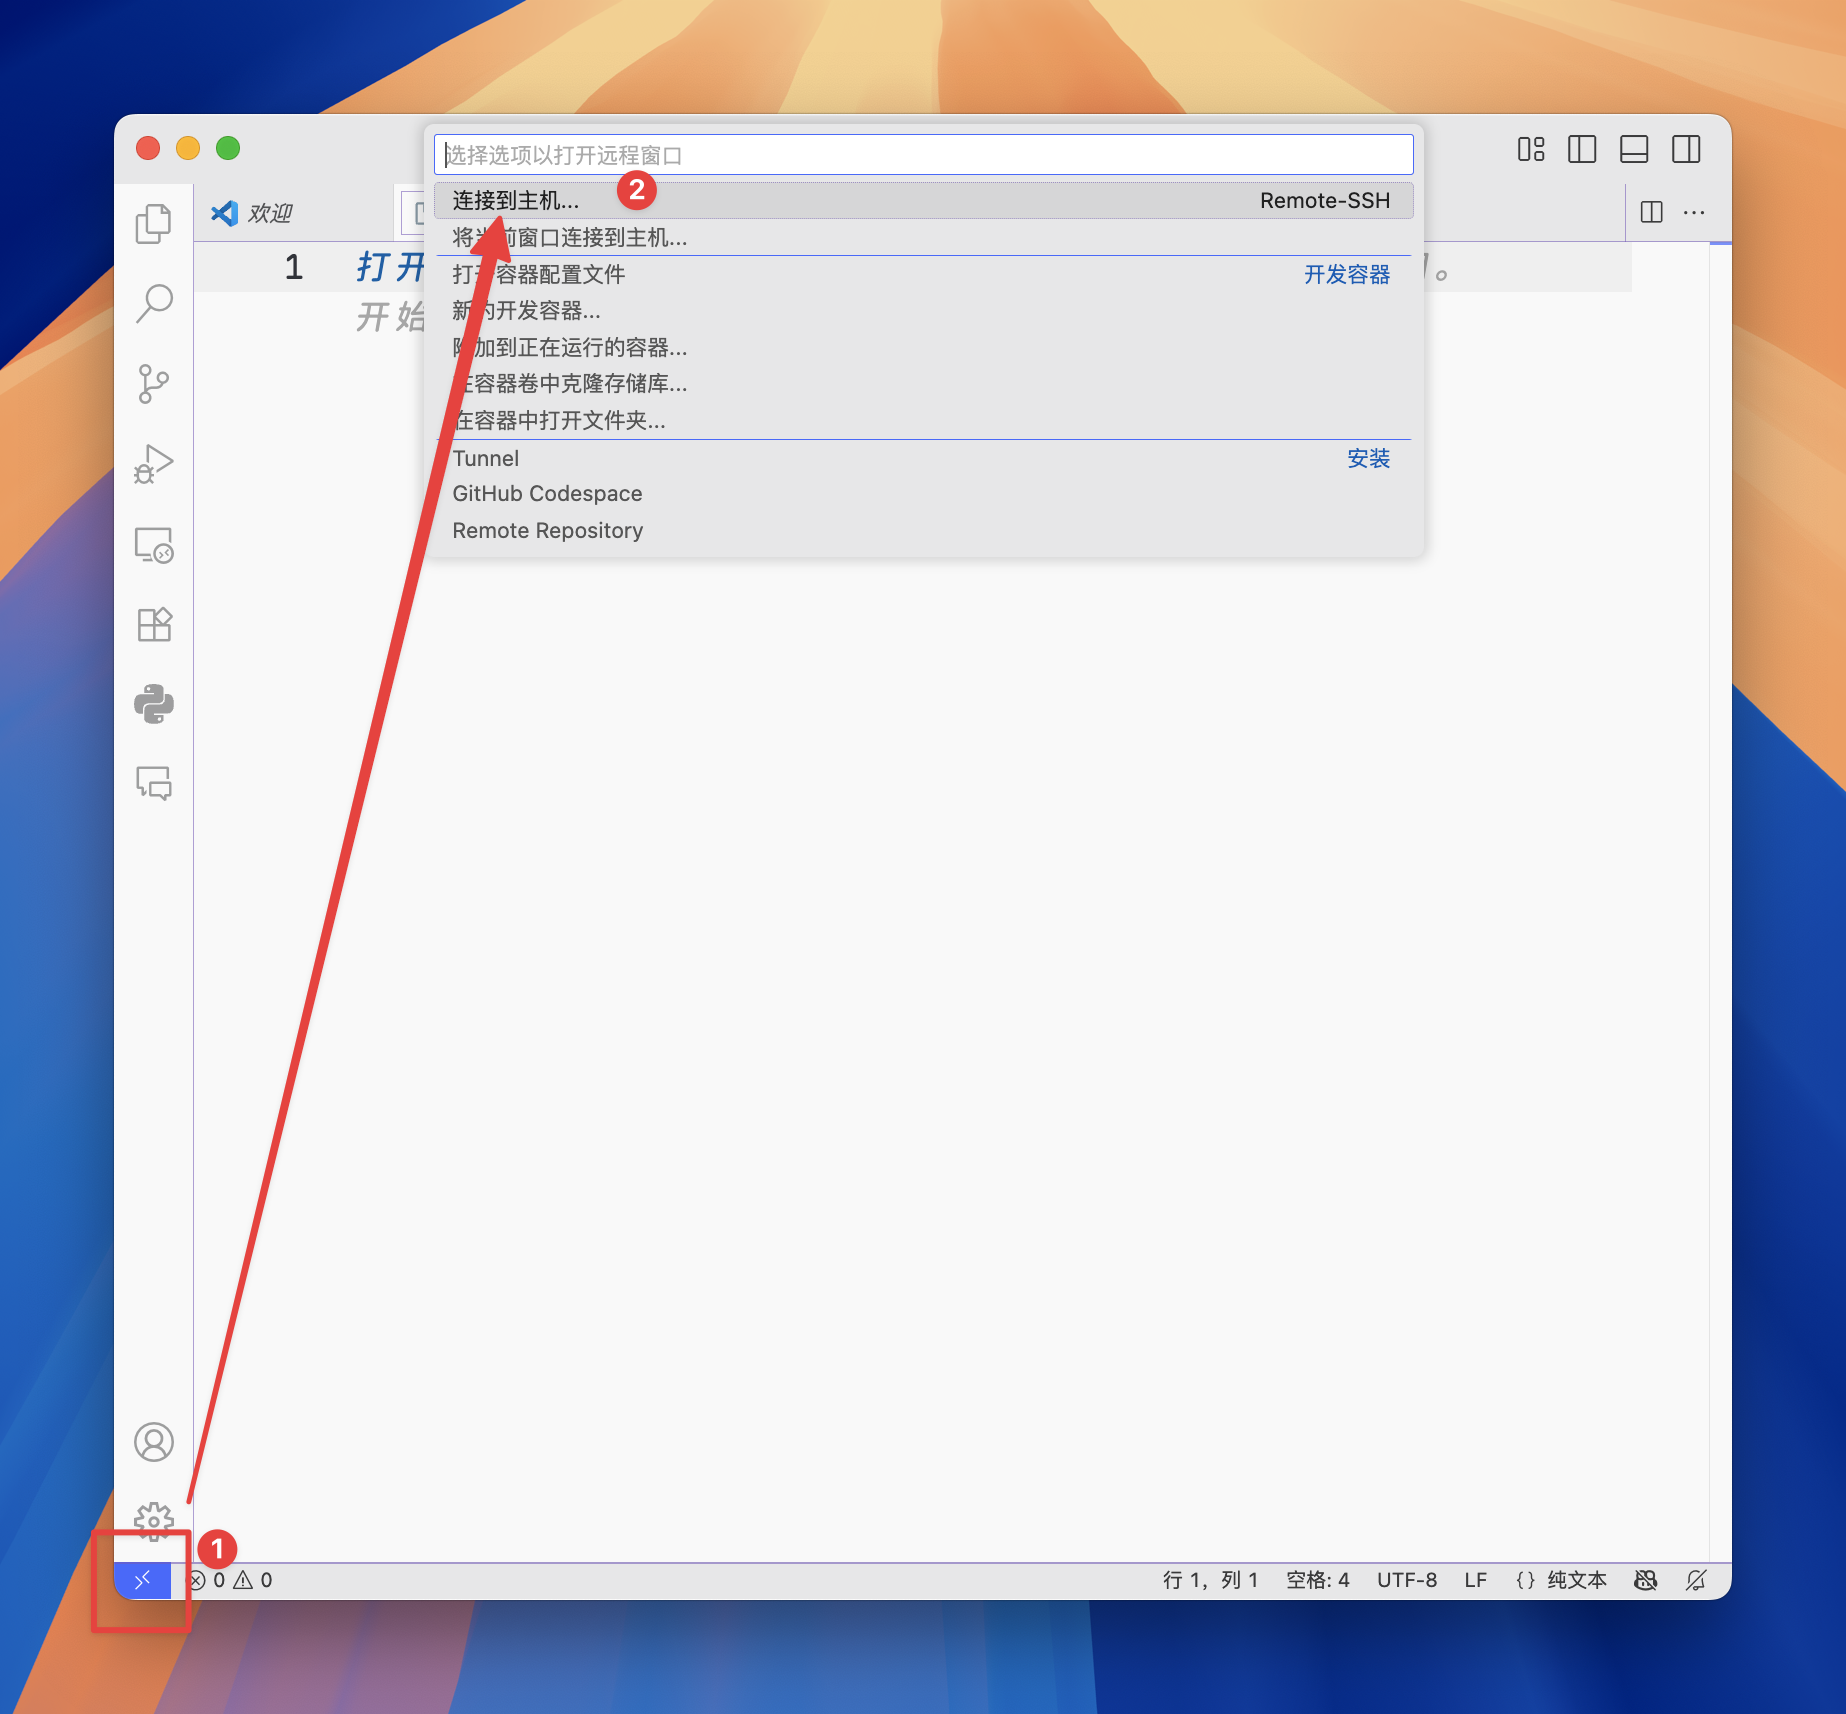 选择选项以打开远程窗口
连接到主机...
2
Remote-SSH
欢迎
将当前窗口连接到主机...
1
打开
。
打开容器配置文件
开发容器
开始
新的开发容器...
附加到正在运行的容器...
在容器卷中克隆存储库...
在容器中打开文件夹...
Tunnel
安装
GitHub Codespace
Remote Repository
1
0
0
行 1, 列 1
空格: 4
UTF-8
LF
{} 纯文本